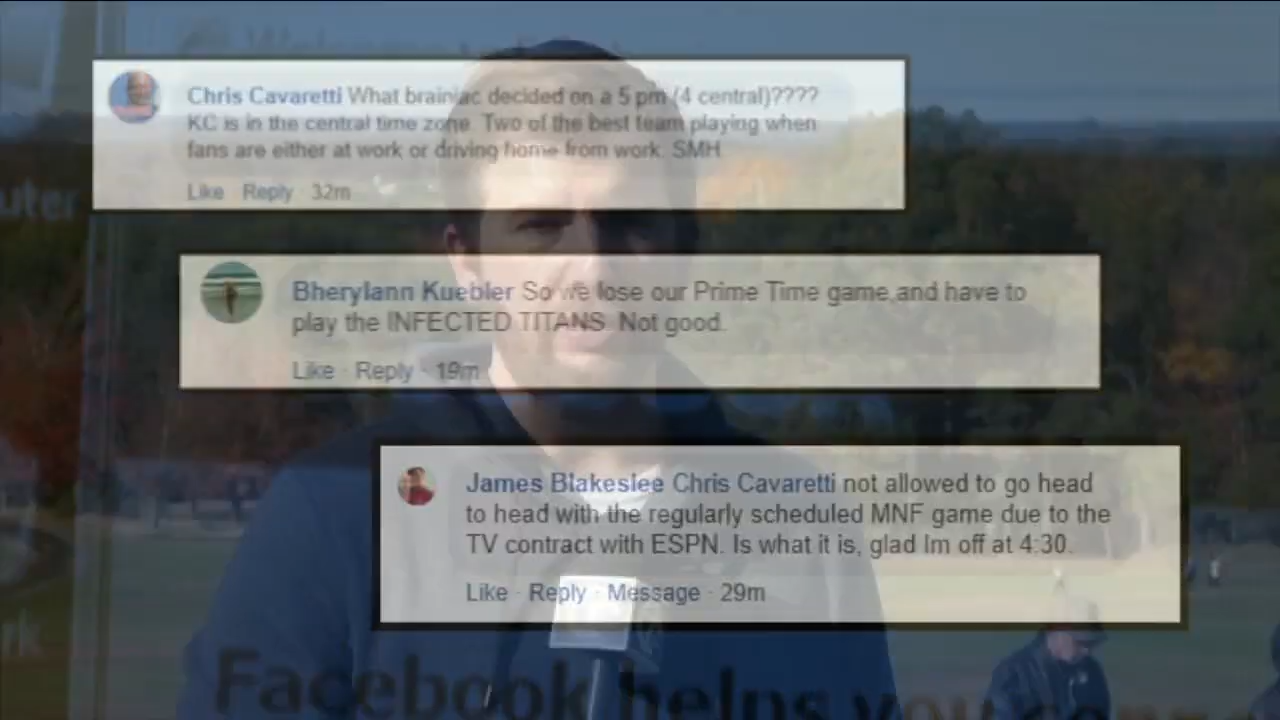 Chris Cavaretti What brainiac decided on a 5 pm (4 central)????
KC is in the central time zone. Two of the best team playing when
fans are either at work or driving home from work. SMH
Like · Reply · 32m
uter
Bherylann Kuebler So we lose our Prime Time game,and have to
play the INFECTED TITANS. Not good.
Like · Reply · 19m
James Blakeslee Chris Cavaretti not allowed to go head
to head with the regularly scheduled MNF game due to the
TV contract with ESPN. Is what it is, glad Im off at 4:30.
Like · Reply · Message · 29m
rk
Facebook helps you